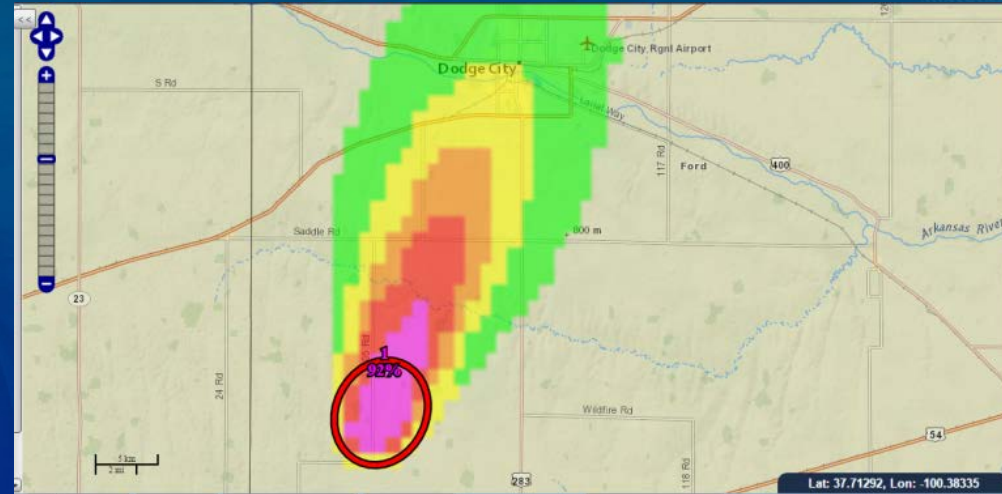 <<
126
Dodge City, Rgnl Airport
Dodge City
S Rd
Canal Way
117 Rd
Ford
400
Saddle Rd
800 m
Arkansas River
23
1
92%
24 Rd
Wildfire Rd
54
5 km
2 mi
283
118 Rd
Lat: 37.71292, Lon: -100.38335